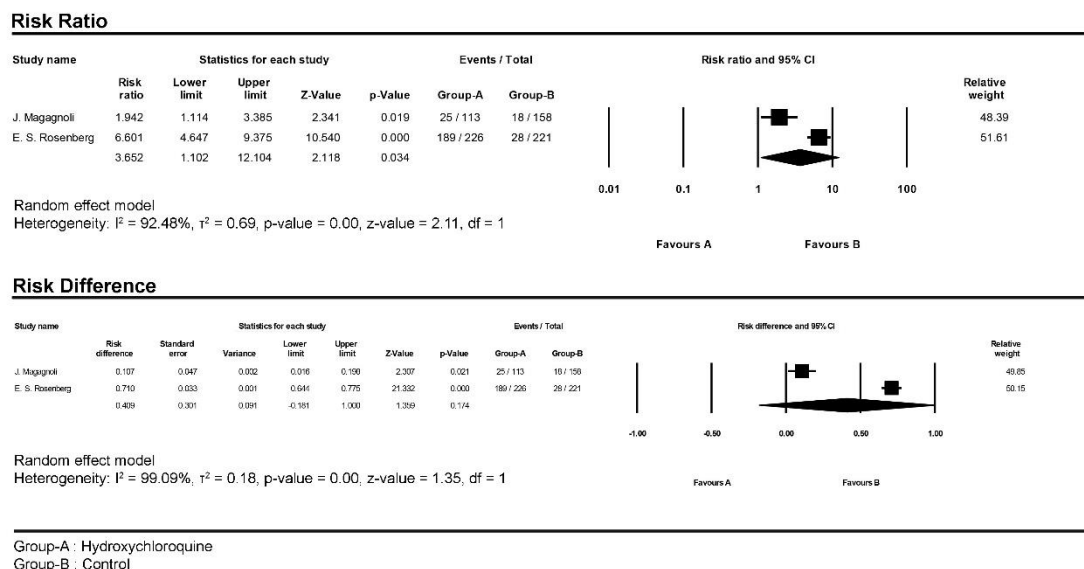 Risk Ratio
Study name Statistics for each study Events / Total Risk ratio and 95% CI
Risk ratio Lower limit Upper limit Z-Value p-Value Group-A Group-B Relative weight
J. Magagnoli 1.942 1.114 3.385 2.341 0.019 25 / 113 18 / 158 48.39
E. S. Rosenberg 6.601 4.647 9.375 10.540 0.000 189 / 226 28 / 221 51.61
3.652 1.102 12.104 2.118 0.034
0.01 0.1 1 10 100
Random effect model
Heterogeneity: I² = 92.48%, τ² = 0.69, p-value = 0.00, z-value = 2.11, df = 1
Favours A Favours B
Risk Difference
Study name Statistics for each study Events / Total Risk difference and 95% CI
Risk difference Standard error Variance Lower limit Upper limit Z-Value p-Value Group-A Group-B Relative weight
J. Magagnoli 0.107 0.047 0.002 0.016 0.198 2.307 0.021 25 / 113 18 / 158 49.85
E. S. Rosenberg 0.710 0.033 0.001 0.644 0.775 21.332 0.000 189 / 226 28 / 221 50.15
0.409 0.301 0.091 -0.181 1.000 1.359 0.174
-1.00 -0.50 0.00 0.50 1.00
Random effect model
Heterogeneity: I² = 99.09%, τ² = 0.18, p-value = 0.00, z-value = 1.35, df = 1
Favours A Favours B
Group-A : Hydroxychloroquine
Group-B : Control